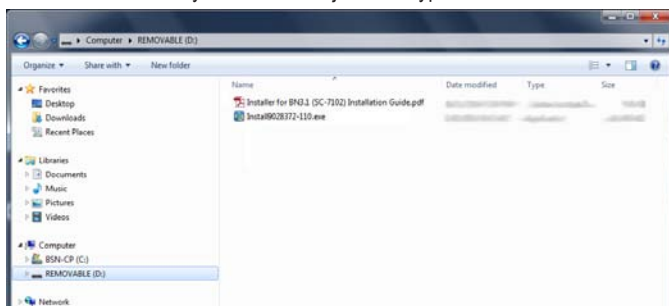 Computer ▸ REMOVABLE (D:)
Organize ▾ Share with ▾ New folder
Name Date modified Type Size
Favorites
Desktop
Downloads
Recent Places
Installer for BN3.1 (SC-7102) Installation Guide.pdf
Install9028372-110.exe
Libraries
Documents
Music
Pictures
Videos
Computer
BSN-CP (C:)
REMOVABLE (D:)
Network